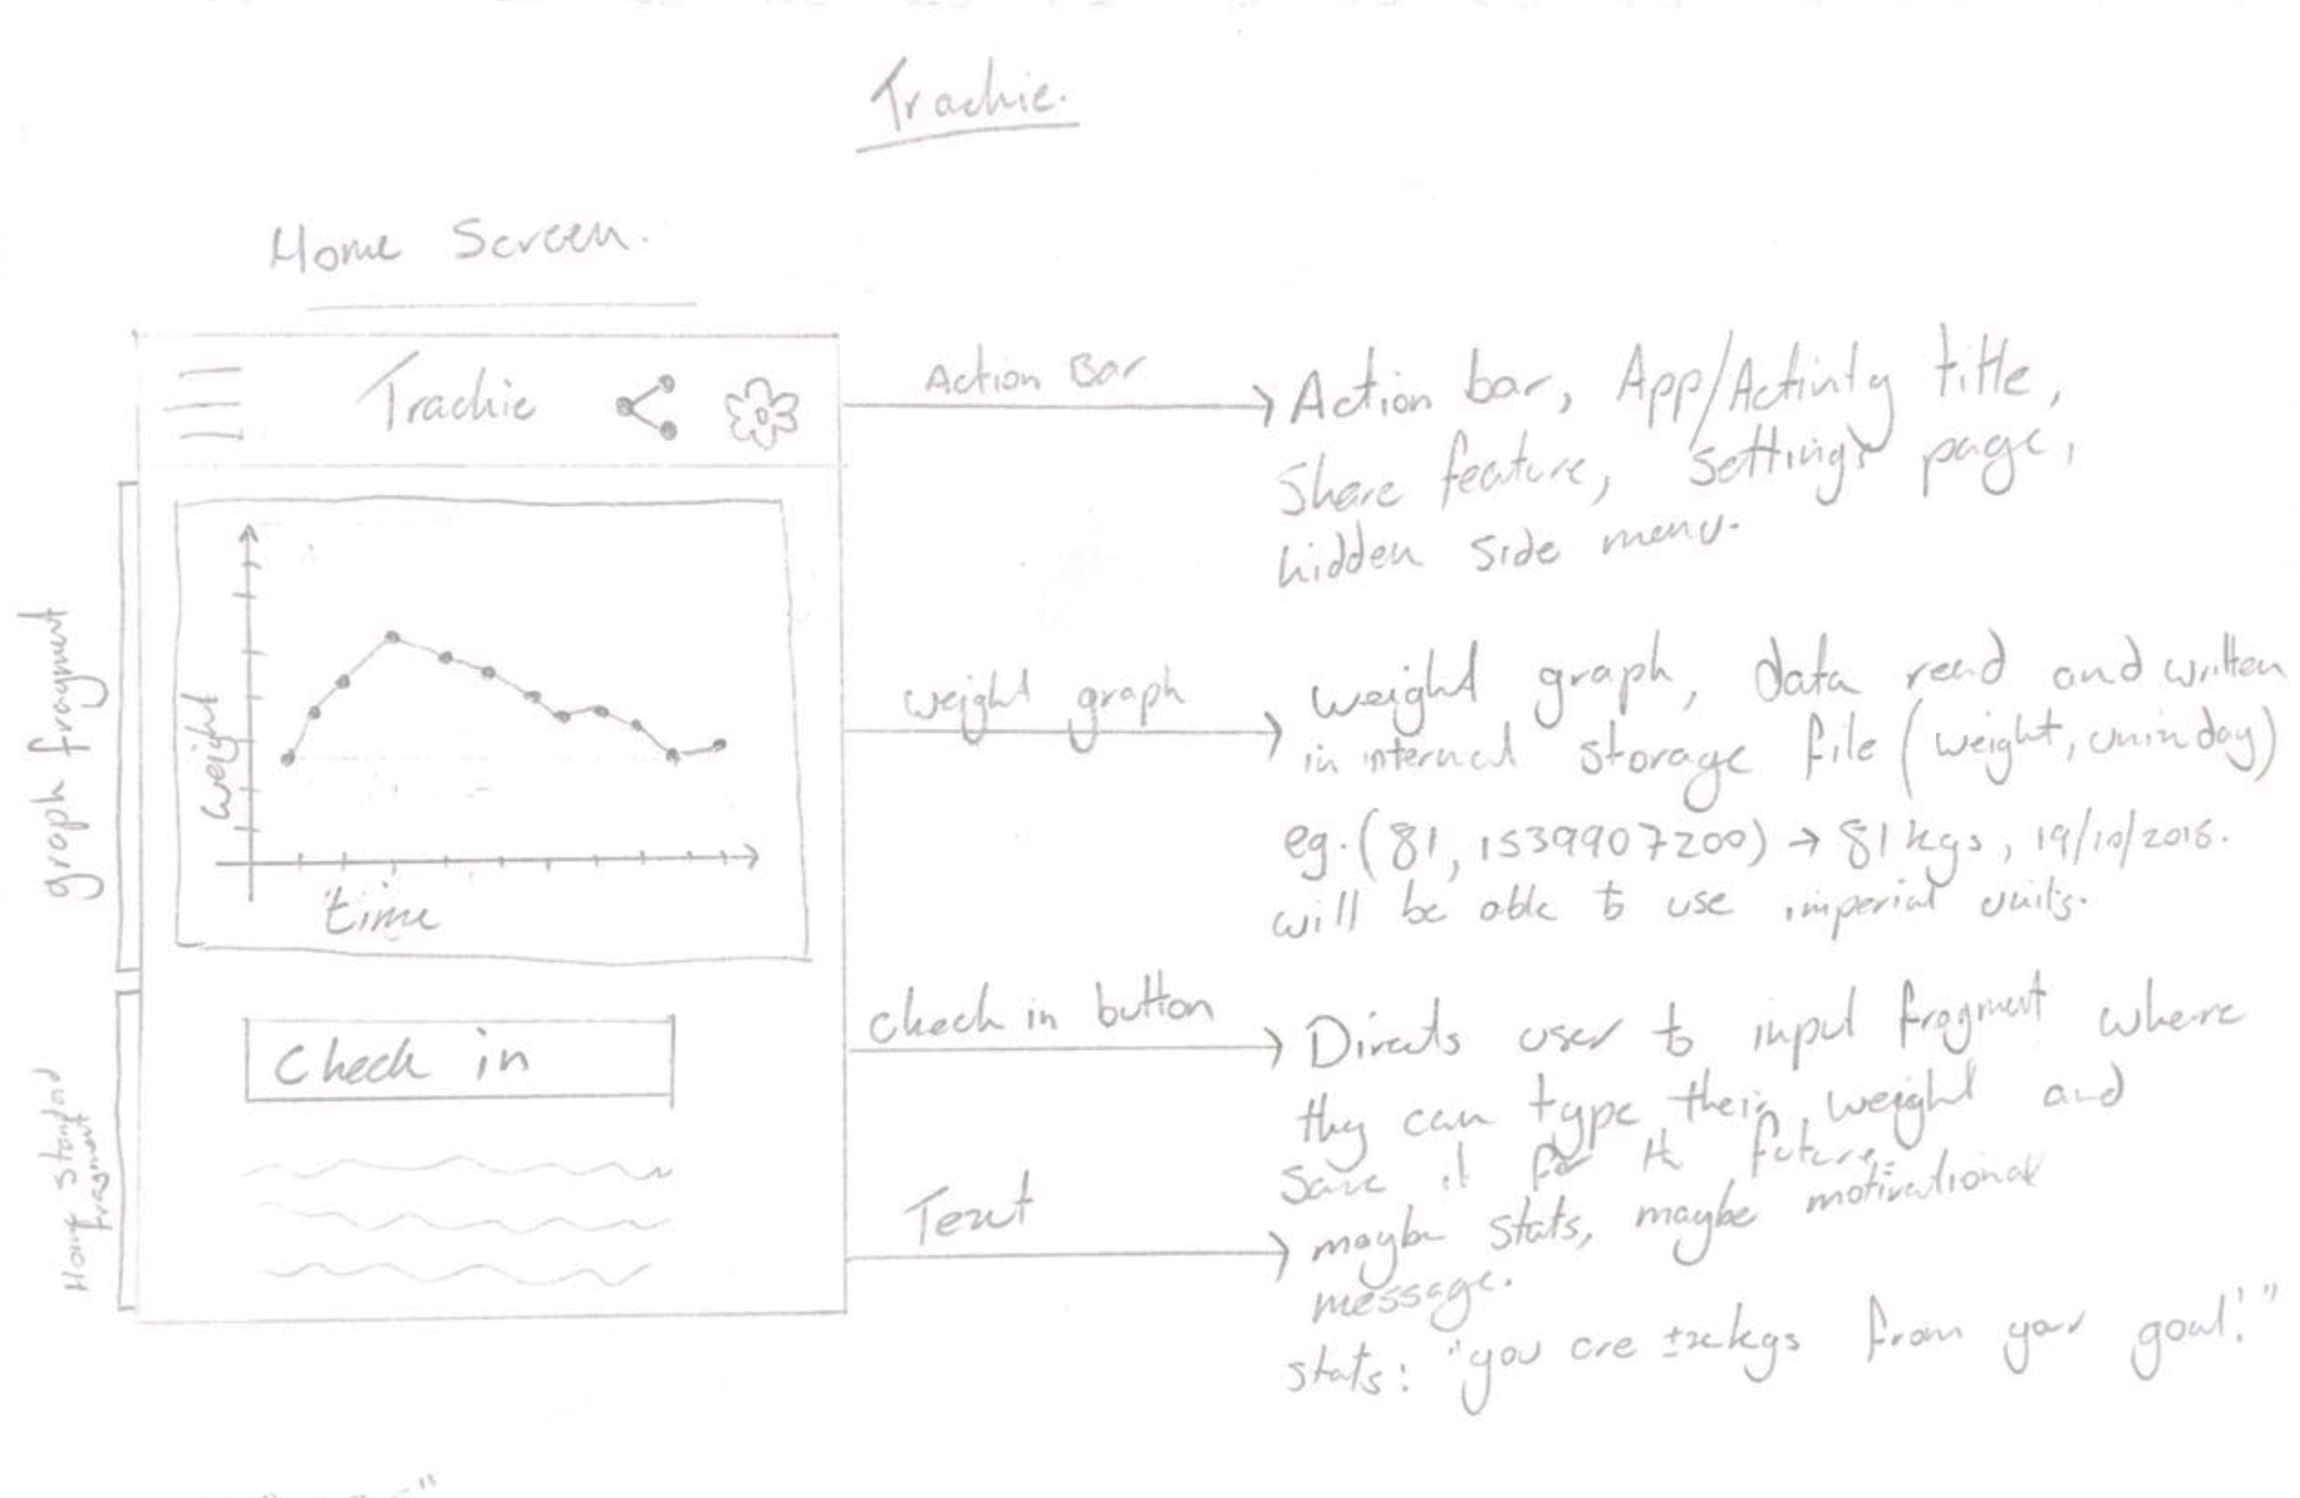 Trackie.
Home Screen.
Trackie
Action Bar
Action bar, App/Activity title,
Share feature, settings page,
hidden side menu.
graph fragment
weight
time
weight graph
weight graph, data read and written
in internal storage file (weight, unix day)
eg. (81, 1539907200) → 81 kgs, 19/10/2018.
will be able to use imperial units.
Home standard
fragment
Check in
check in button
Directs user to input fragment where
they can type their weight and
save it for the future.
Text
maybe stats, maybe motivational
message.
stats: "you are ±x kgs from your goal!"